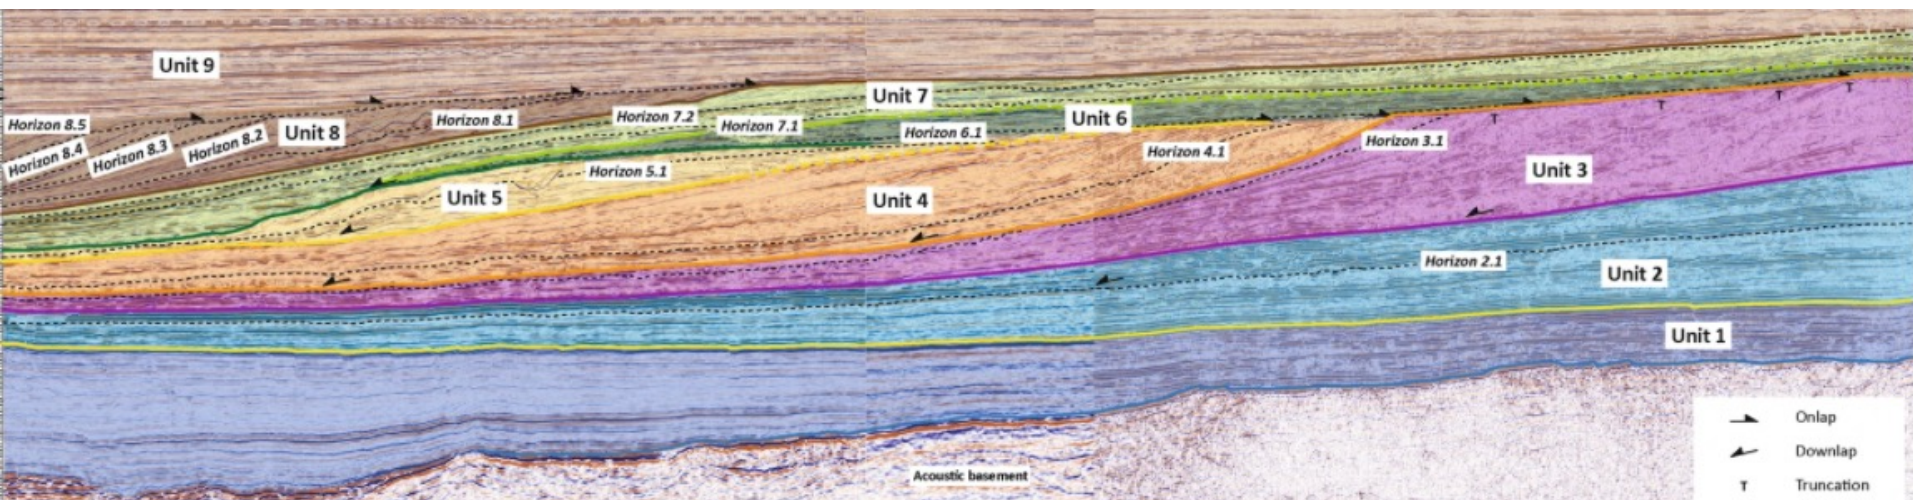 Unit 9
Horizon 8.5
Horizon 8.4
Horizon 8.3
Horizon 8.2
Unit 8
Horizon 8.1
Horizon 7.2
Unit 7
Horizon 7.1
Horizon 6.1
Unit 6
Horizon 5.1
Unit 5
Unit 4
Horizon 4.1
Horizon 3.1
Unit 3
Horizon 2.1
Unit 2
Unit 1
Acoustic basement
Onlap
Downlap
T Truncation
T
T
T
T